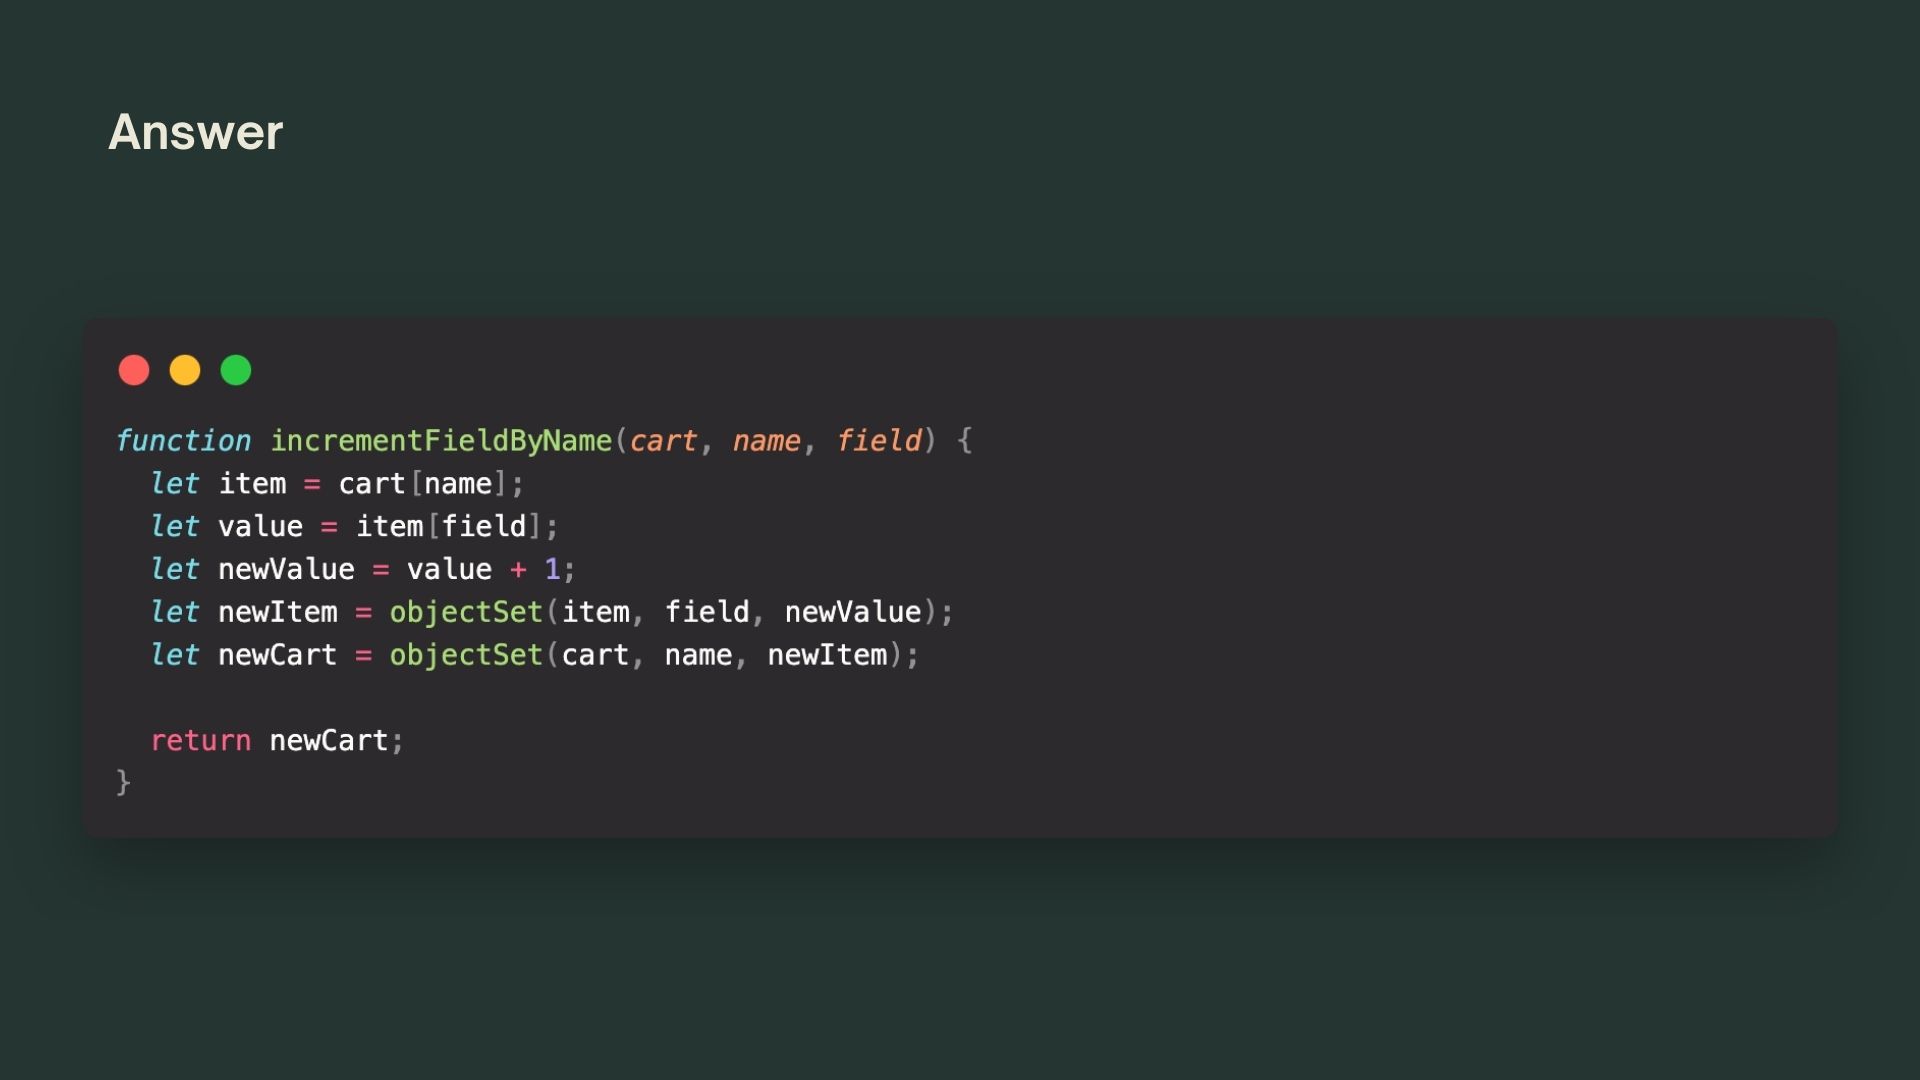 Answer
function incrementFieldByName(cart, name, field) {
  let item = cart[name];
  let value = item[field];
  let newValue = value + 1;
  let newItem = objectSet(item, field, newValue);
  let newCart = objectSet(cart, name, newItem);

  return newCart;
}